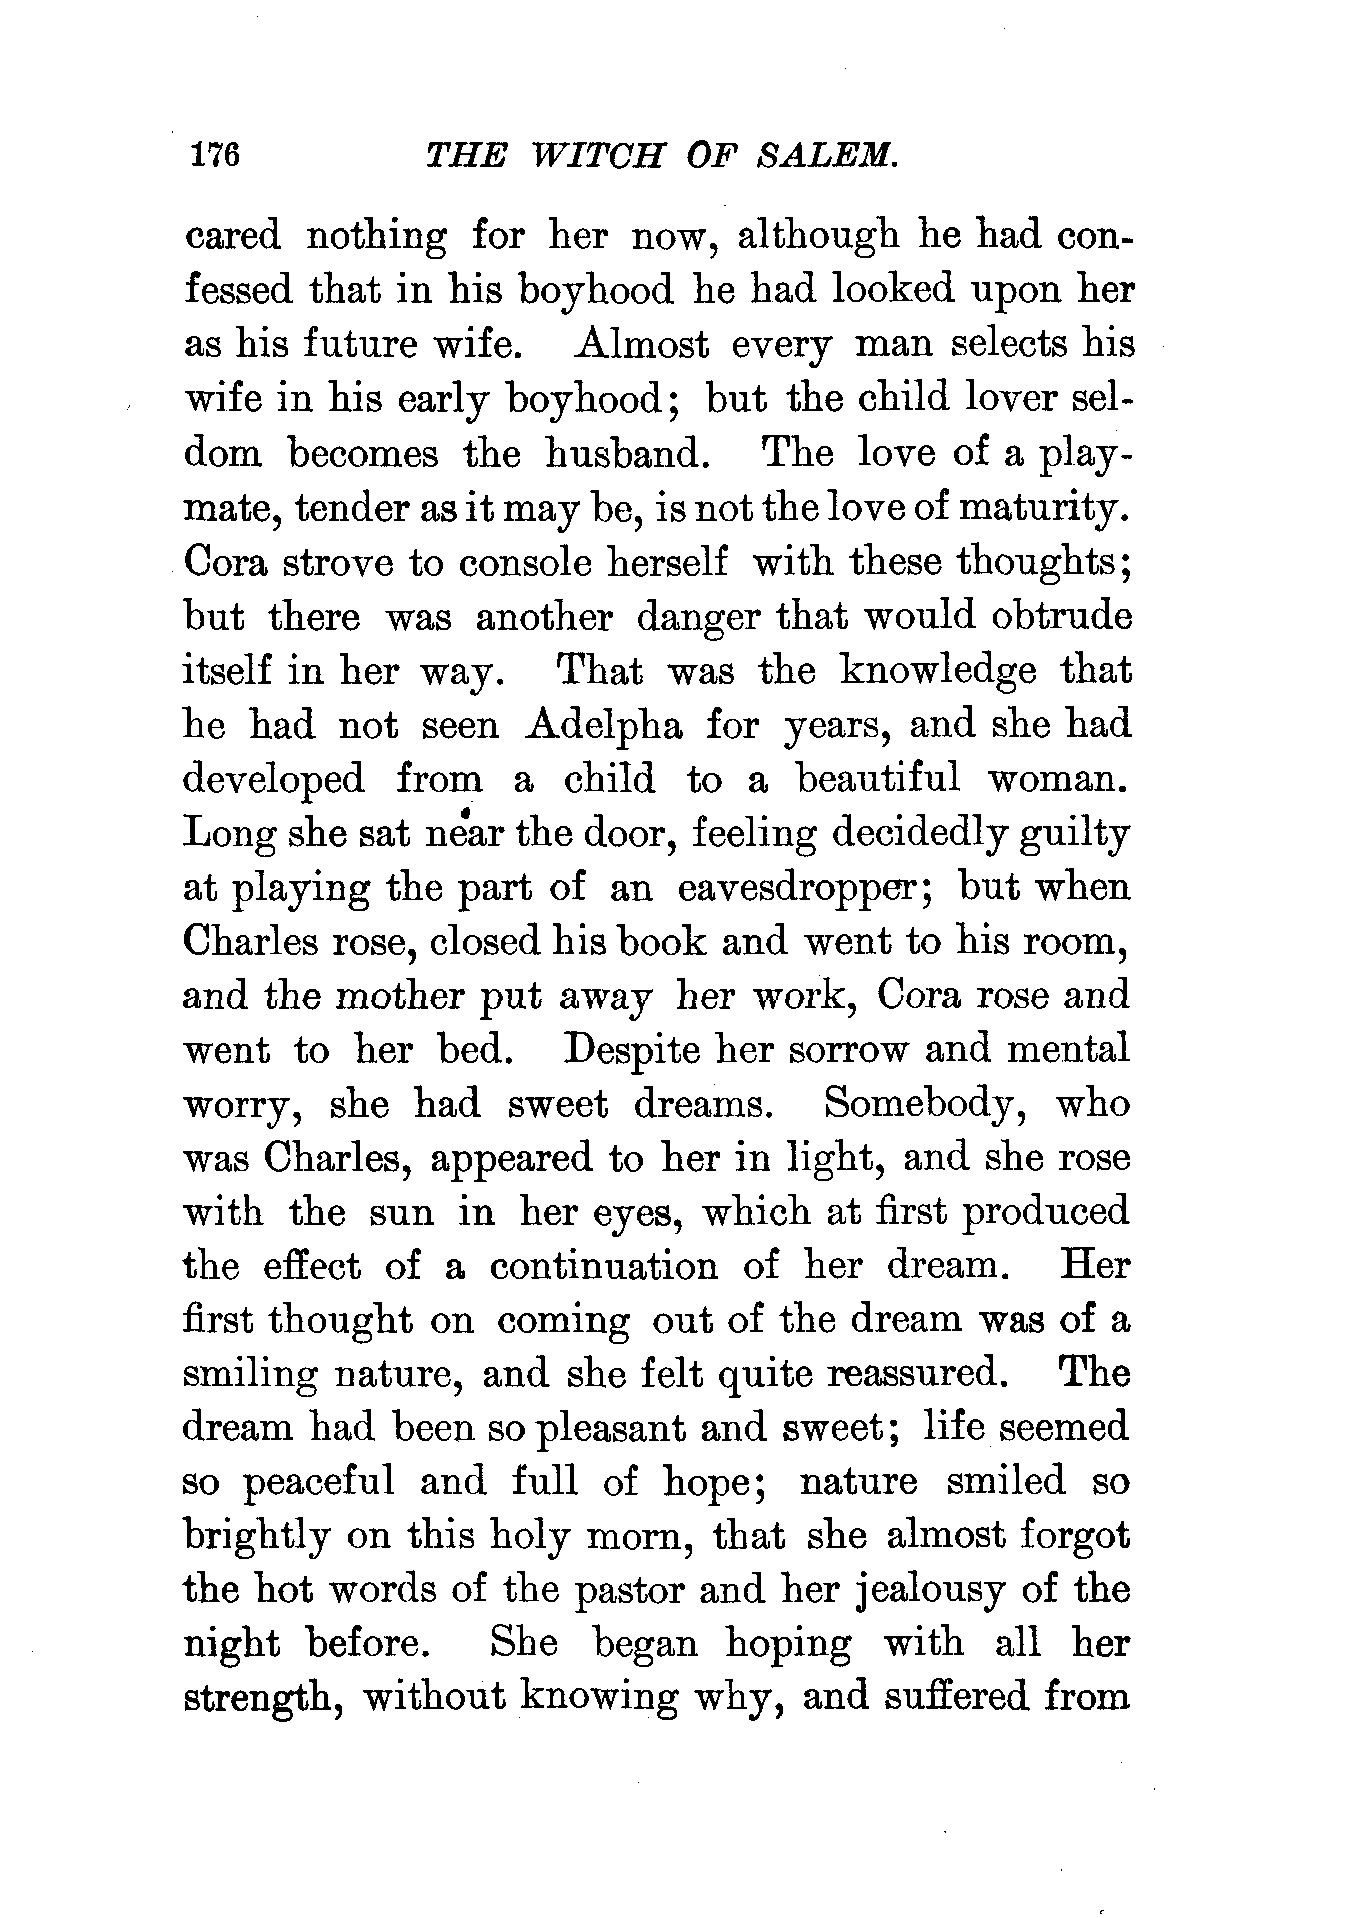 176 THE WITCH OF SALEM.
cared nothing for her now, although he had con-
fessed that in his boyhood he had looked upon her
as his future wife. Almost every man selects his
wife in his early boyhood; but the child lover sel-
dom becomes the husband. The love of a play-
mate, tender as it may be, is not the love of maturity.
Cora strove to console herself with these thoughts;
but there was another danger that would obtrude
itself in her way. That was the knowledge that
he had not seen Adelpha for years, and she had
developed from a child to a beautiful woman.
Long she sat near the door, feeling decidedly guilty
at playing the part of an eavesdropper; but when
Charles rose, closed his book and went to his room,
and the mother put away her work, Cora rose and
went to her bed. Despite her sorrow and mental
worry, she had sweet dreams. Somebody, who
was Charles, appeared to her in light, and she rose
with the sun in her eyes, which at first produced
the effect of a continuation of her dream. Her
first thought on coming out of the dream was of a
smiling nature, and she felt quite reassured. The
dream had been so pleasant and sweet; life seemed
so peaceful and full of hope; nature smiled so
brightly on this holy morn, that she almost forgot
the hot words of the pastor and her jealousy of the
night before. She began hoping with all her
strength, without knowing why, and suffered from